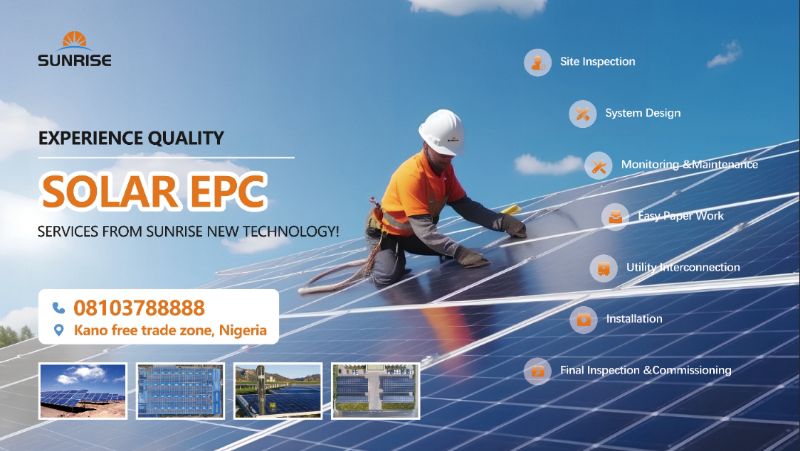 SUNRISE
EXPERIENCE QUALITY
SOLAR EPC
SERVICES FROM SUNRISE NEW TECHNOLOGY!
08103788888
Kano free trade zone, Nigeria
Site Inspection
System Design
Monitoring &Maintenance
Easy Paper Work
Utility Interconnection
Installation
Final Inspection &Commissioning